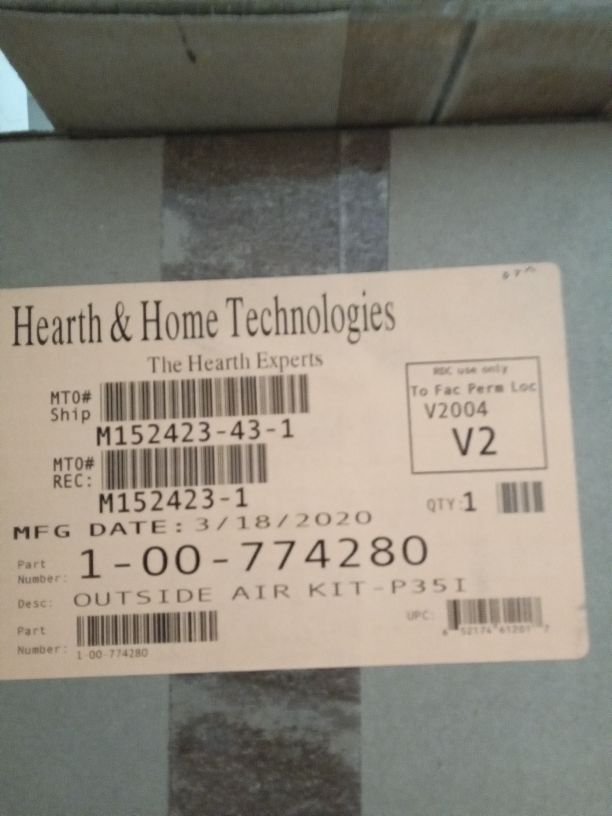 Hearth & Home Technologies
The Hearth Experts
MTO#
Ship
M152423-43-1
MTO#
REC:
M152423-1
RDC use only
To Fac Perm Loc
V2004
V2
QTY:1
MFG DATE: 3/18/2020
Part
Number: 1-00-774280
Desc: OUTSIDE AIR KIT-P35I
Part
Number: 1-00-774280
UPC: